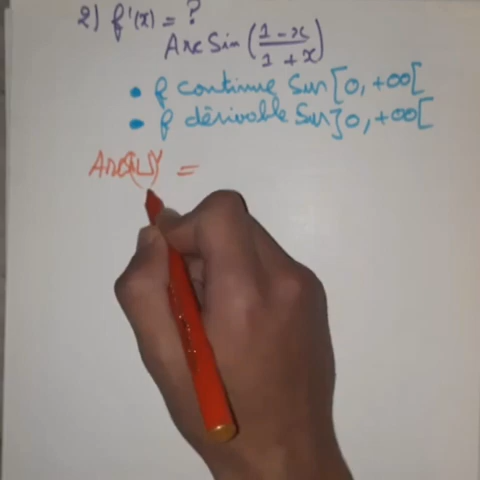 2) f'(x) = ?
ArcSin (1-x / 1+x)
• f continue Sur [0, +∞[
• f dérivable Sur ]0, +∞[
=